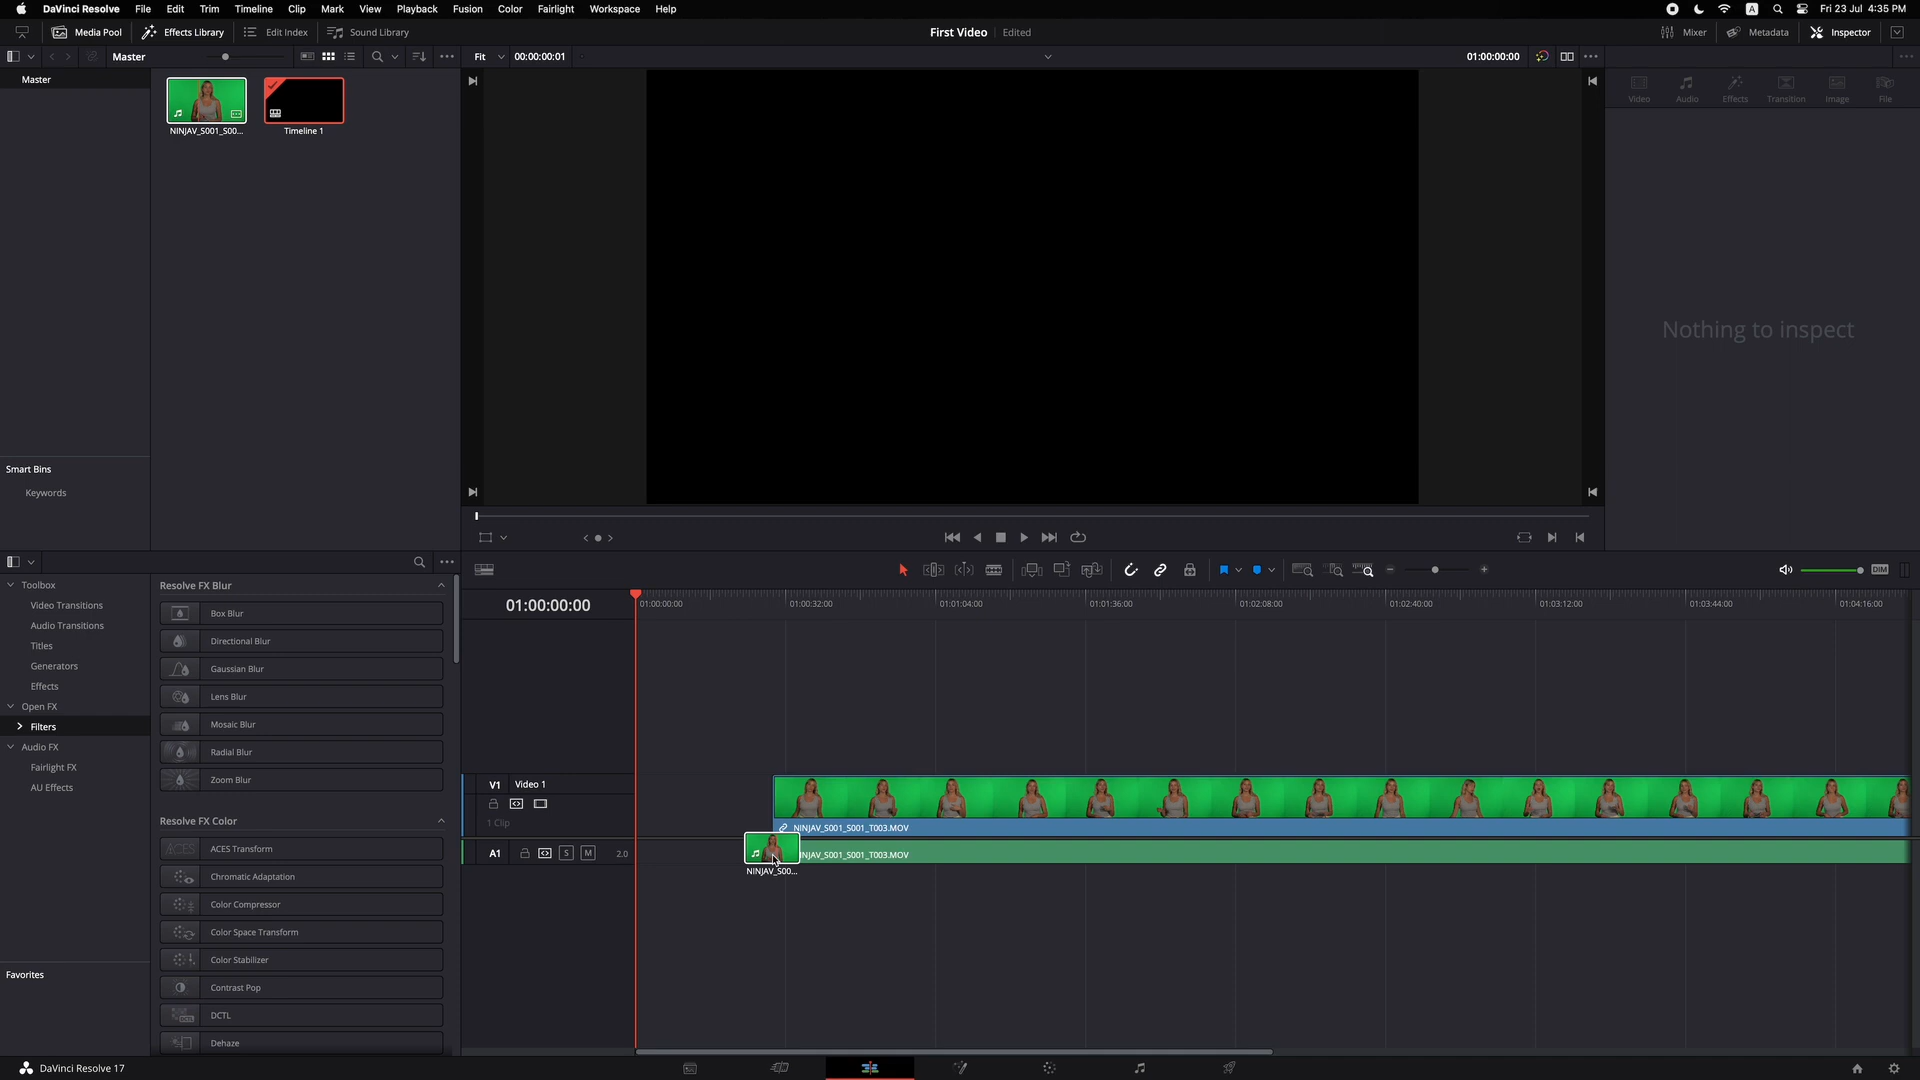 DaVinci Resolve File Edit Trim Timeline Clip Mark View Playback Fusion Color Fairlight Workspace Help A Fri 23 Jul 4:35 PM
Media Pool Effects Library Edit Index Sound Library First Video Edited Mixer Metadata Inspector
Master Fit 00:00:00:01 01:00:00:00
Master
Video Audio Effects Transition Image File
NINJAV_S001_S00... Timeline 1
Nothing to inspect
Smart Bins
Keywords
Toolbox
Video Transitions
Audio Transitions
Titles
Generators
Effects
Open FX
Filters
Audio FX
Fairlight FX
AU Effects
Favorites
Resolve FX Blur
Box Blur
Directional Blur
Gaussian Blur
Lens Blur
Mosaic Blur
Radial Blur
Zoom Blur
Resolve FX Color
ACES ACES Transform
Chromatic Adaptation
Color Compressor
Color Space Transform
Color Stabilizer
Contrast Pop
DCTL DCTL
Dehaze
DIM
01:00:00:00 01:00:00:00 01:00:32:00 01:01:04:00 01:01:36:00 01:02:08:00 01:02:40:00 01:03:12:00 01:03:44:00 01:04:16:00
V1 Video 1
1 Clip
NINJAV_S001_S001_T003.MOV
A1 S M 2.0 NINJAV_S001_S001_T003.MOV
NINJAV_S00...
DaVinci Resolve 17